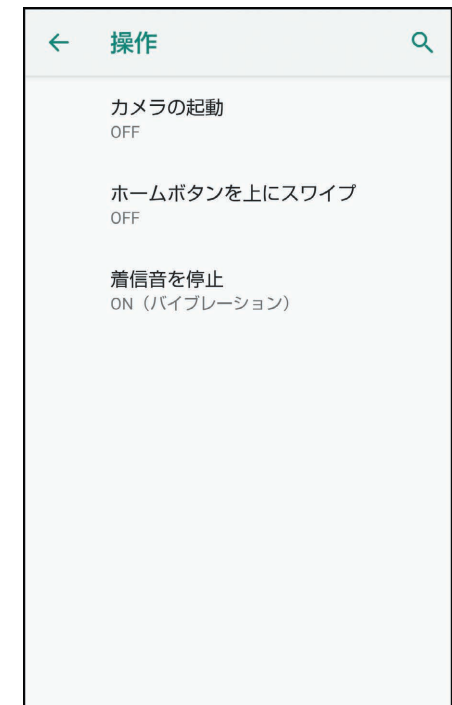 操作
カメラの起動
OFF
ホームボタンを上にスワイプ
OFF
着信音を停止
ON（バイブレーション）